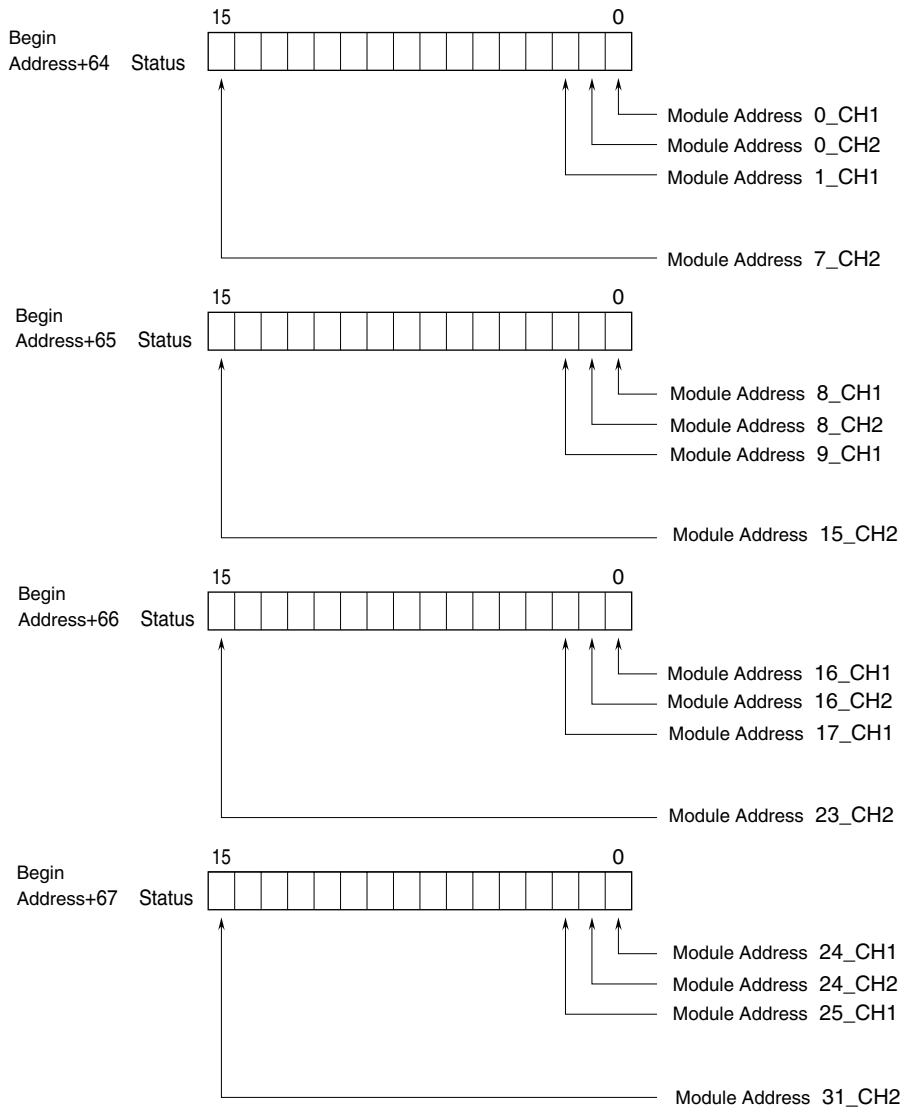 15 0
Begin
Address+64 Status
Module Address 0_CH1
Module Address 0_CH2
Module Address 1_CH1
Module Address 7_CH2
15 0
Begin
Address+65 Status
Module Address 8_CH1
Module Address 8_CH2
Module Address 9_CH1
Module Address 15_CH2
15 0
Begin
Address+66 Status
Module Address 16_CH1
Module Address 16_CH2
Module Address 17_CH1
Module Address 23_CH2
15 0
Begin
Address+67 Status
Module Address 24_CH1
Module Address 24_CH2
Module Address 25_CH1
Module Address 31_CH2